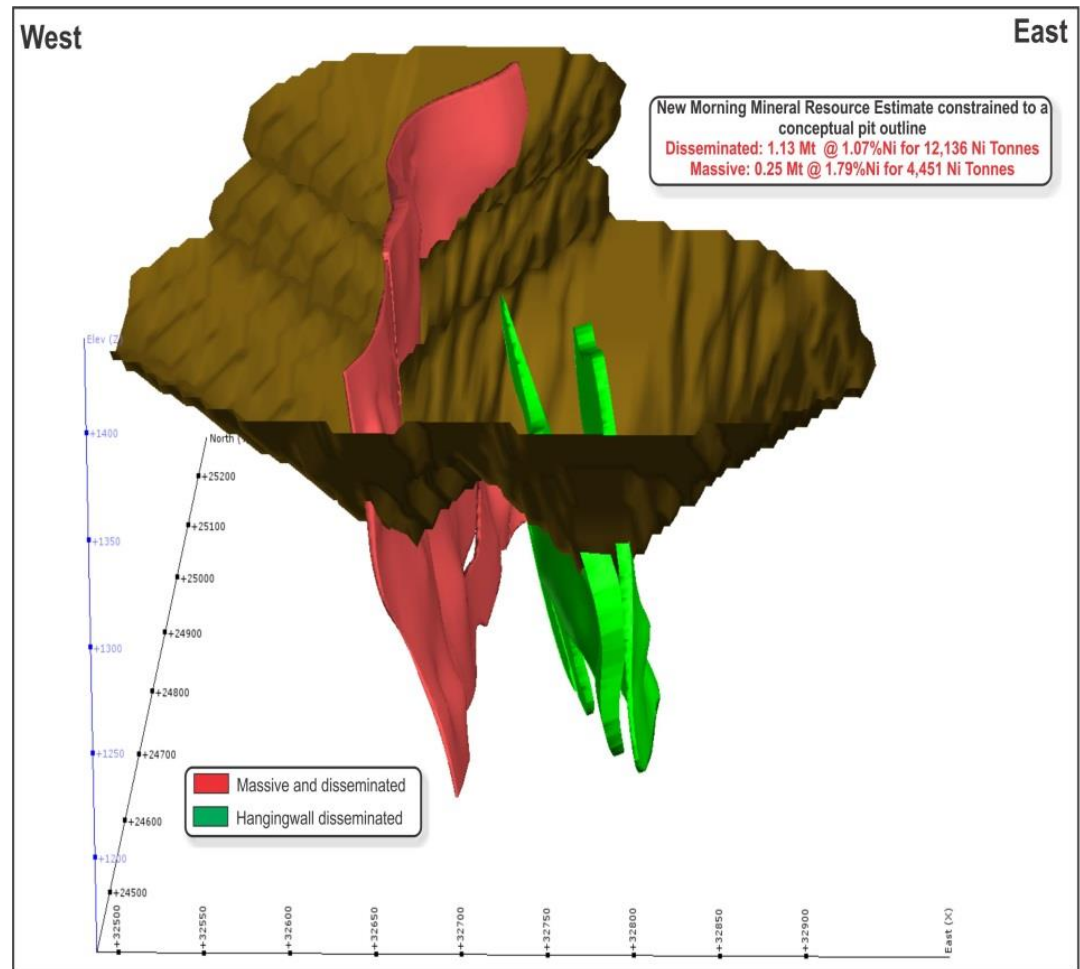 West
East
New Morning Mineral Resource Estimate constrained to a
conceptual pit outline
Disseminated: 1.13 Mt @ 1.07%Ni for 12,136 Ni Tonnes
Massive: 0.25 Mt @ 1.79%Ni for 4,451 Ni Tonnes
Elev (Z
+1400
+1350
+1300
+1250
+1200
North (
+25200
+25100
+25000
+24900
+24800
+24700
+24600
+24500
Massive and disseminated
Hangingwall disseminated
+32500
+32550
+32600
+32650
+32700
+32750
+32800
+32850
+32900
East (X)